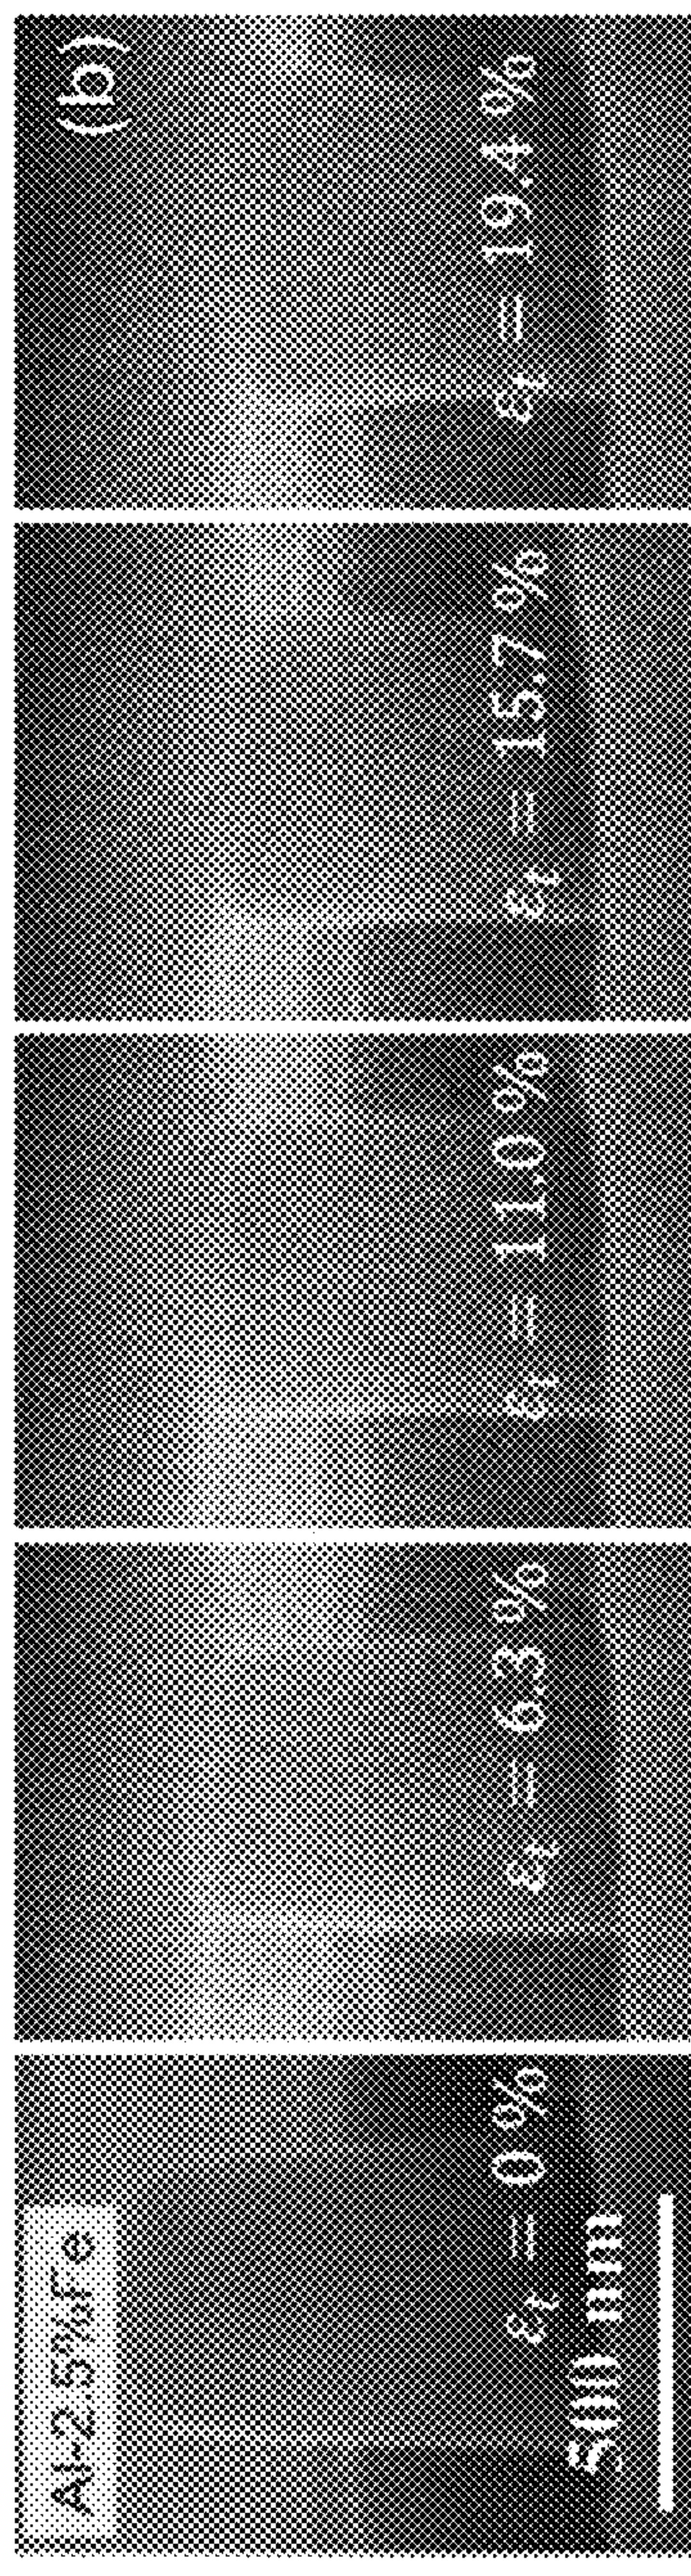 Al-2.5%Fe
εt = 0 %
500 nm
εt = 6.3 %
εt = 11.0 %
εt = 15.7 %
(b)
εt = 19.4 %